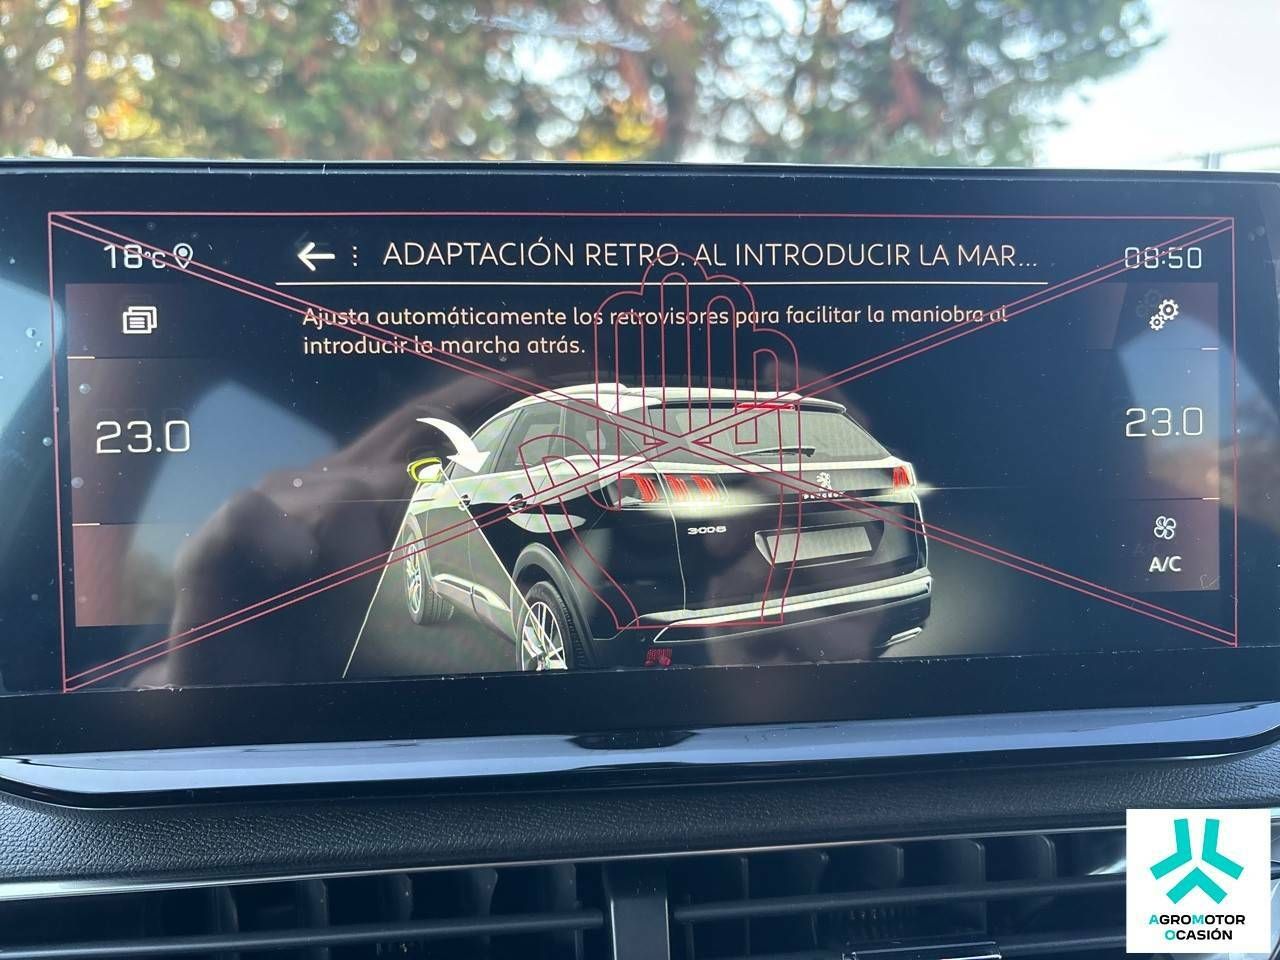 18°C
ADAPTACIÓN RETRO. AL INTRODUCIR LA MAR...
08:50
Ajusta automáticamente los retrovisores para facilitar la maniobra al
introducir la marcha atrás.
23.0
23.0
PEUGEOT
3008
A/C
AGROMOTOR
OCASIÓN